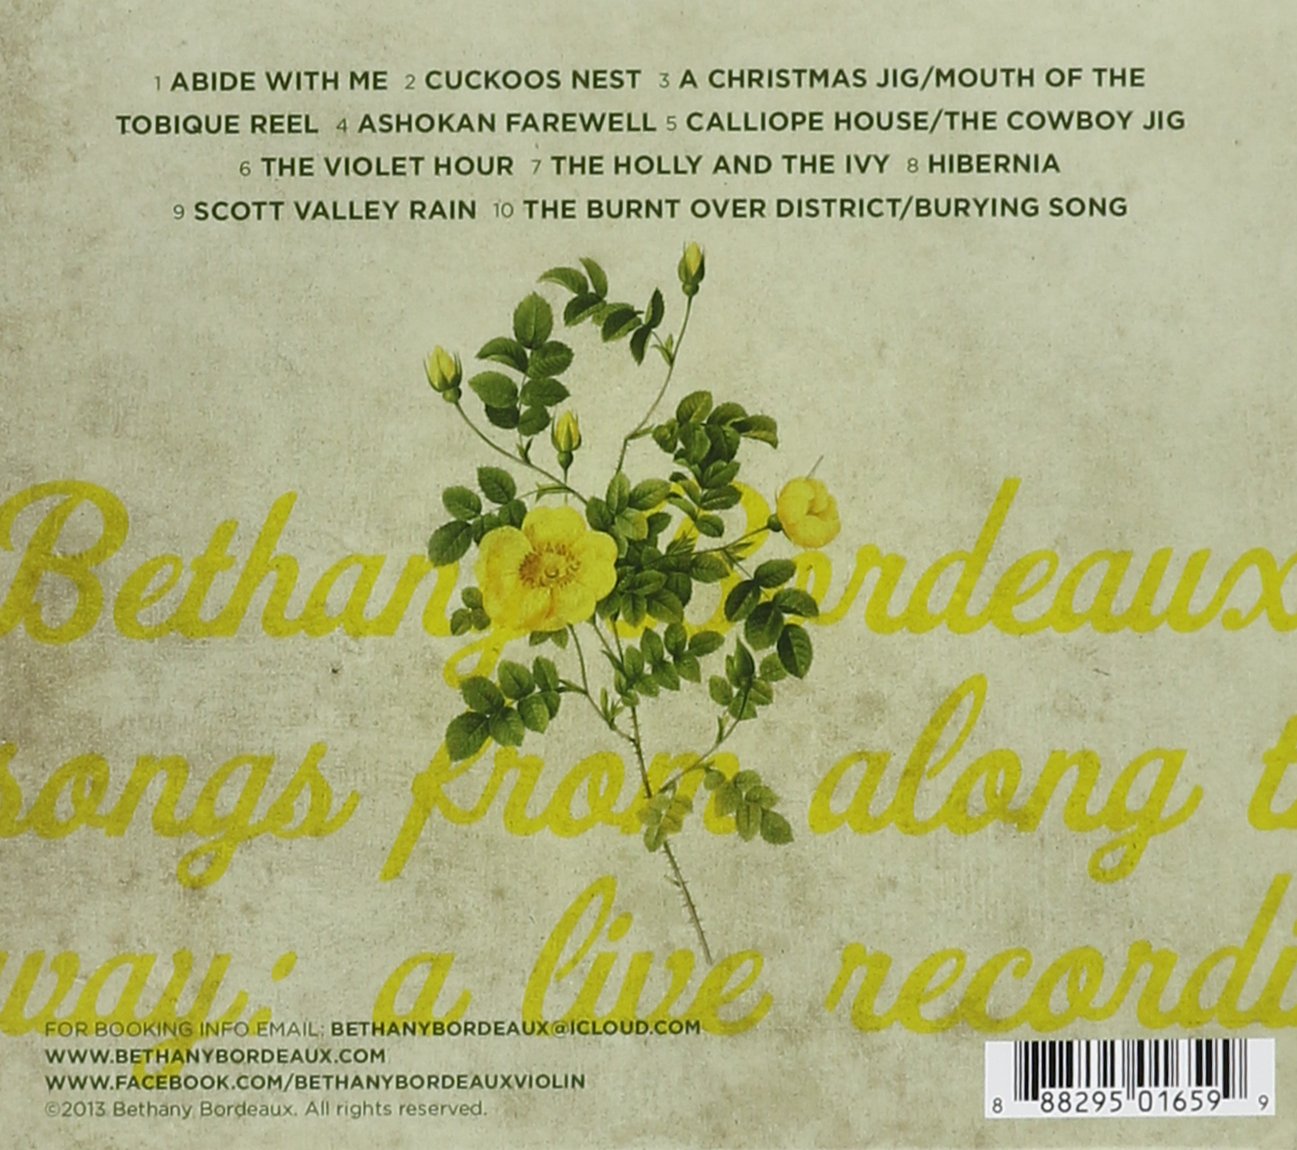 1 ABIDE WITH ME 2 CUCKOOS NEST 3 A CHRISTMAS JIG/MOUTH OF THE
TOBIQUE REEL 4 ASHOKAN FAREWELL 5 CALLIOPE HOUSE/THE COWBOY JIG
6 THE VIOLET HOUR 7 THE HOLLY AND THE IVY 8 HIBERNIA
9 SCOTT VALLEY RAIN 10 THE BURNT OVER DISTRICT/BURYING SONG
Bethany Bordeaux
songs from along t
way: a live recordi
FOR BOOKING INFO EMAIL: BETHANYBORDEAUX@ICLOUD.COM
WWW.BETHANYBORDEAUX.COM
WWW.FACEBOOK.COM/BETHANYBORDEAUXVIOLIN
©2013 Bethany Bordeaux. All rights reserved.
8 88295 01659 9